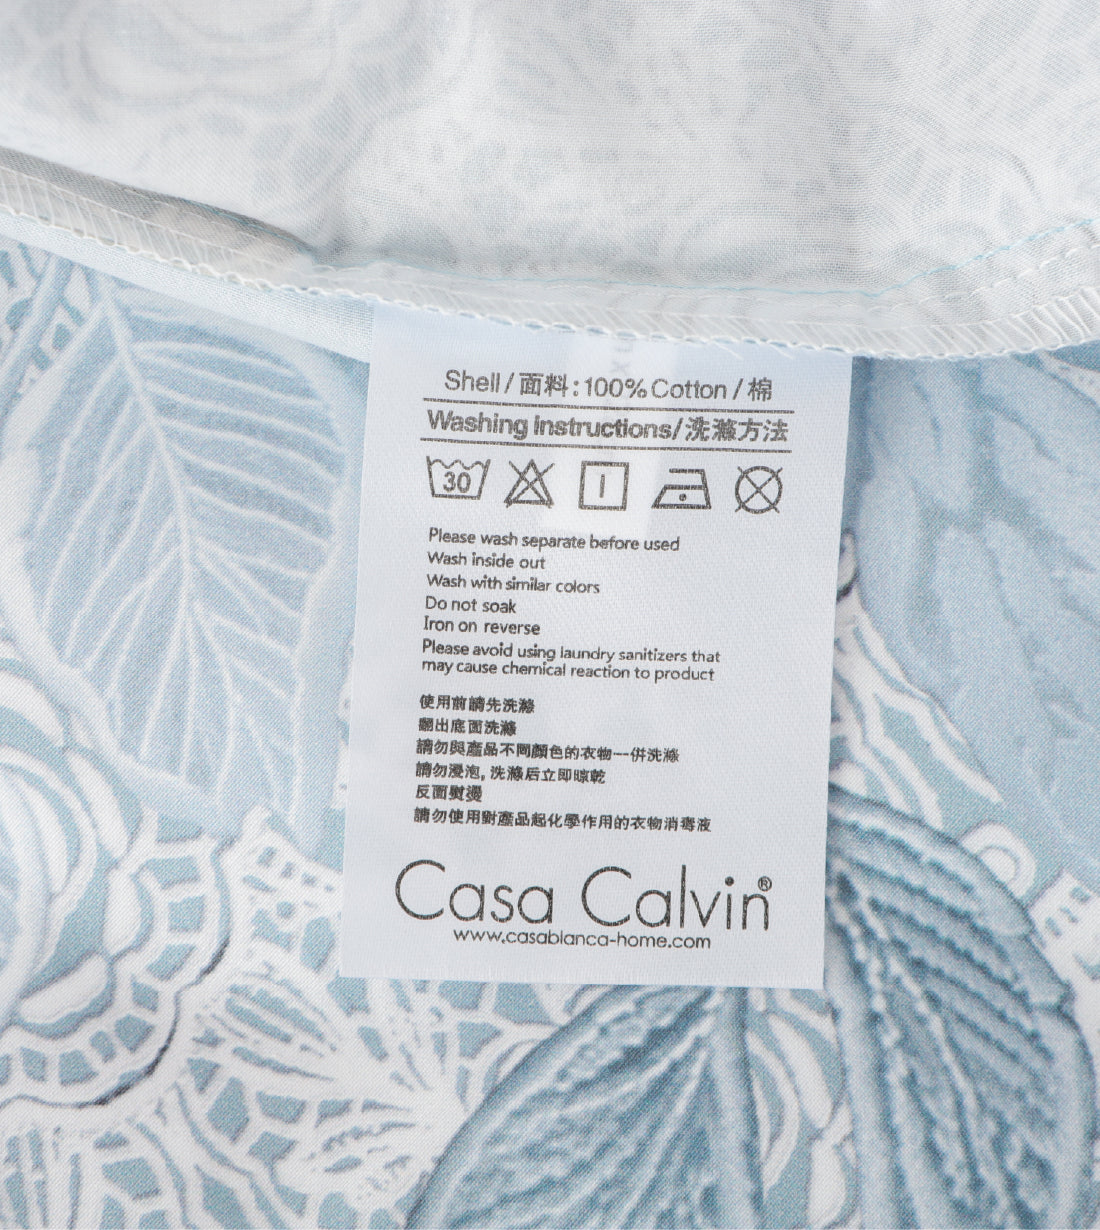 Shell / 面料 : 100% Cotton / 棉
Washing Instructions/洗滌方法
30
Please wash separate before used
Wash inside out
Wash with similar colors
Do not soak
Iron on reverse
Please avoid using laundry sanitizers that
may cause chemical reaction to product
使用前請先洗滌
翻出底面洗滌
請勿與產品不同顏色的衣物一併洗滌
請勿浸泡, 洗滌后立即晾乾
反面熨燙
請勿使用對產品起化學作用的衣物消毒液
Casa Calvin®
www.casablanca-home.com